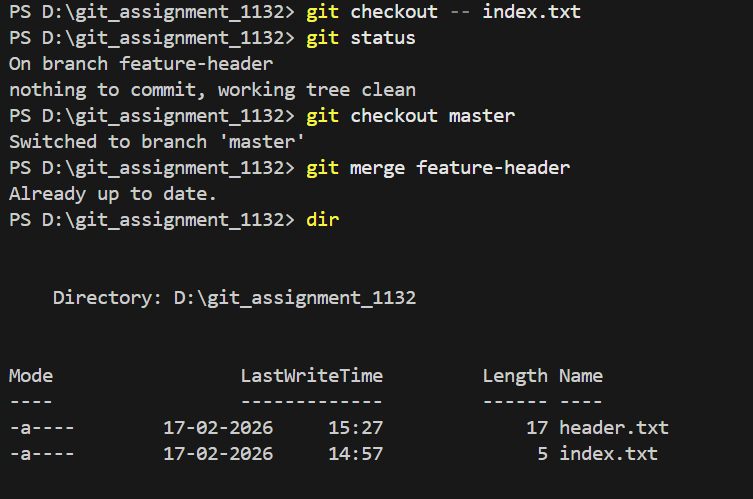 PS D:\git_assignment_1132> git checkout -- index.txt
PS D:\git_assignment_1132> git status
On branch feature-header
nothing to commit, working tree clean
PS D:\git_assignment_1132> git checkout master
Switched to branch 'master'
PS D:\git_assignment_1132> git merge feature-header
Already up to date.
PS D:\git_assignment_1132> dir
Directory: D:\git_assignment_1132
Mode LastWriteTime Length Name
---- ------------- ------ ----
-a---- 17-02-2026 15:27 17 header.txt
-a---- 17-02-2026 14:57 5 index.txt